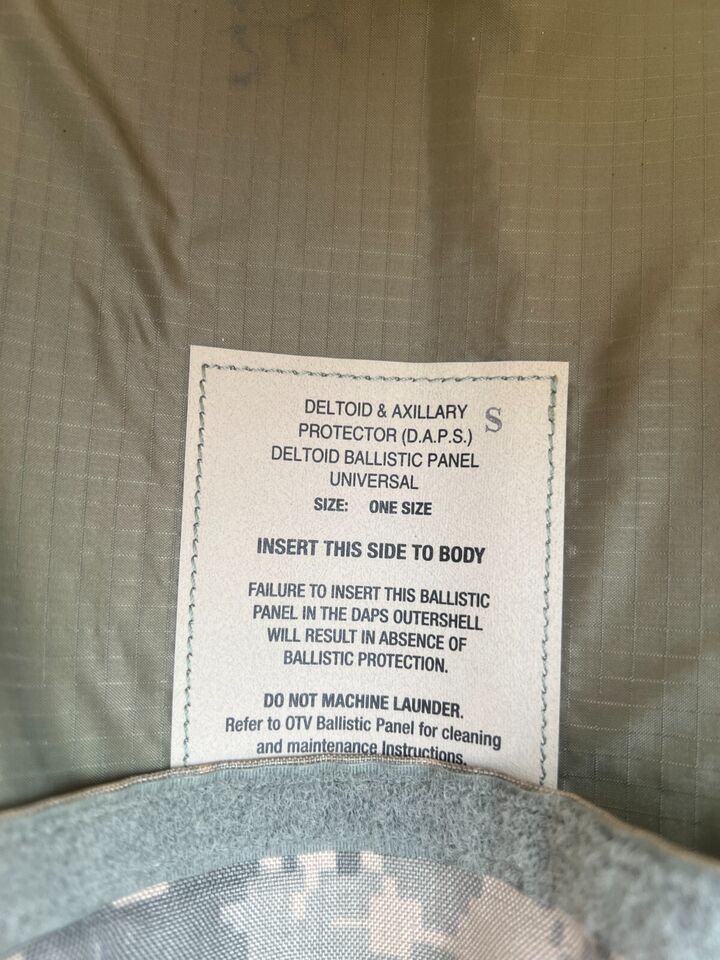 DELTOID & AXILLARY S
PROTECTOR (D.A.P.S.)
DELTOID BALLISTIC PANEL
UNIVERSAL
SIZE: ONE SIZE
INSERT THIS SIDE TO BODY
FAILURE TO INSERT THIS BALLISTIC
PANEL IN THE DAPS OUTERSHELL
WILL RESULT IN ABSENCE OF
BALLISTIC PROTECTION.
DO NOT MACHINE LAUNDER.
Refer to OTV Ballistic Panel for cleaning
and maintenance Instructions.